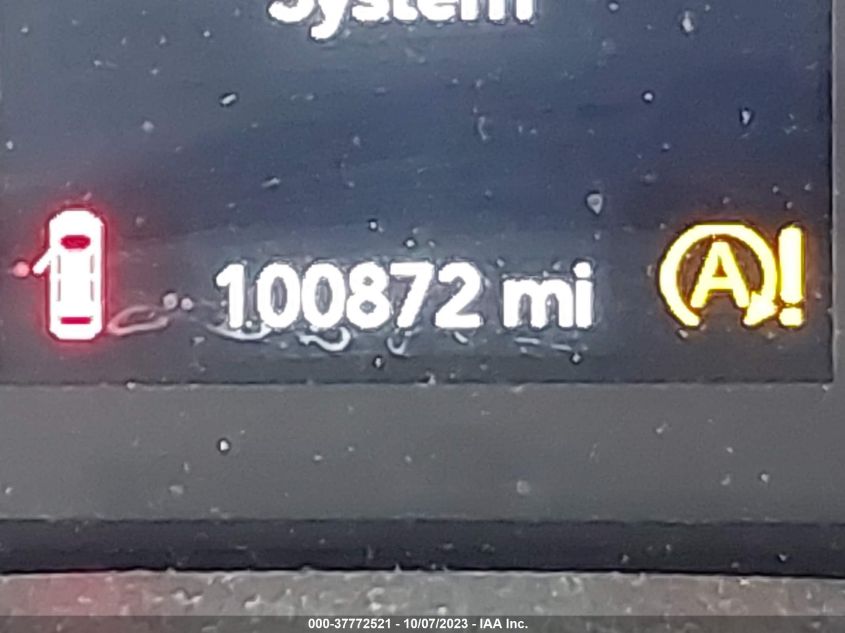 System
100872 mi
A!
000-37772521 - 10/07/2023 - IAA Inc.